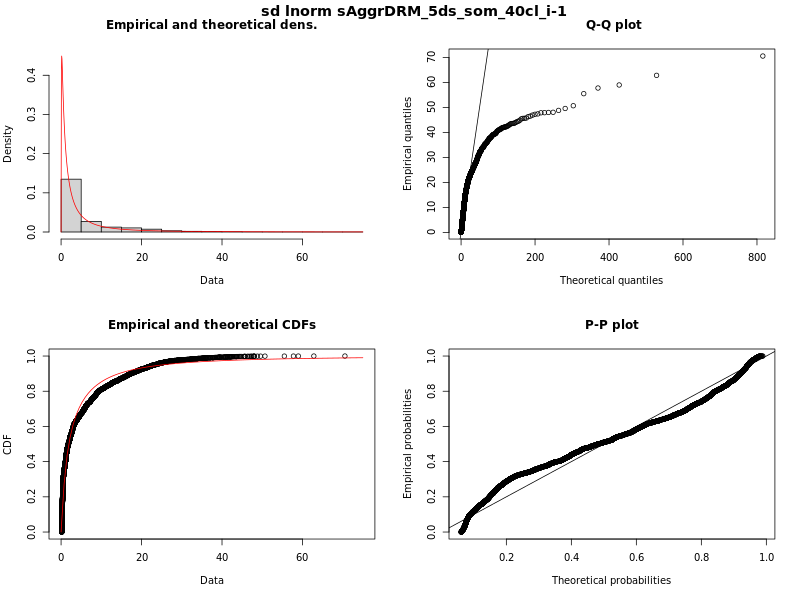 sd lnorm sAggrDRM_5ds_som_40cl_i-1
Empirical and theoretical dens.
Density
0.0 0.1 0.2 0.3 0.4
0 20 40 60
Data
Q-Q plot
Empirical quantiles
0 10 20 30 40 50 60 70
0 200 400 600 800
Theoretical quantiles
Empirical and theoretical CDFs
CDF
0.0 0.2 0.4 0.6 0.8 1.0
0 20 40 60
Data
P-P plot
Empirical probabilities
0.0 0.2 0.4 0.6 0.8 1.0
0.2 0.4 0.6 0.8 1.0
Theoretical probabilities